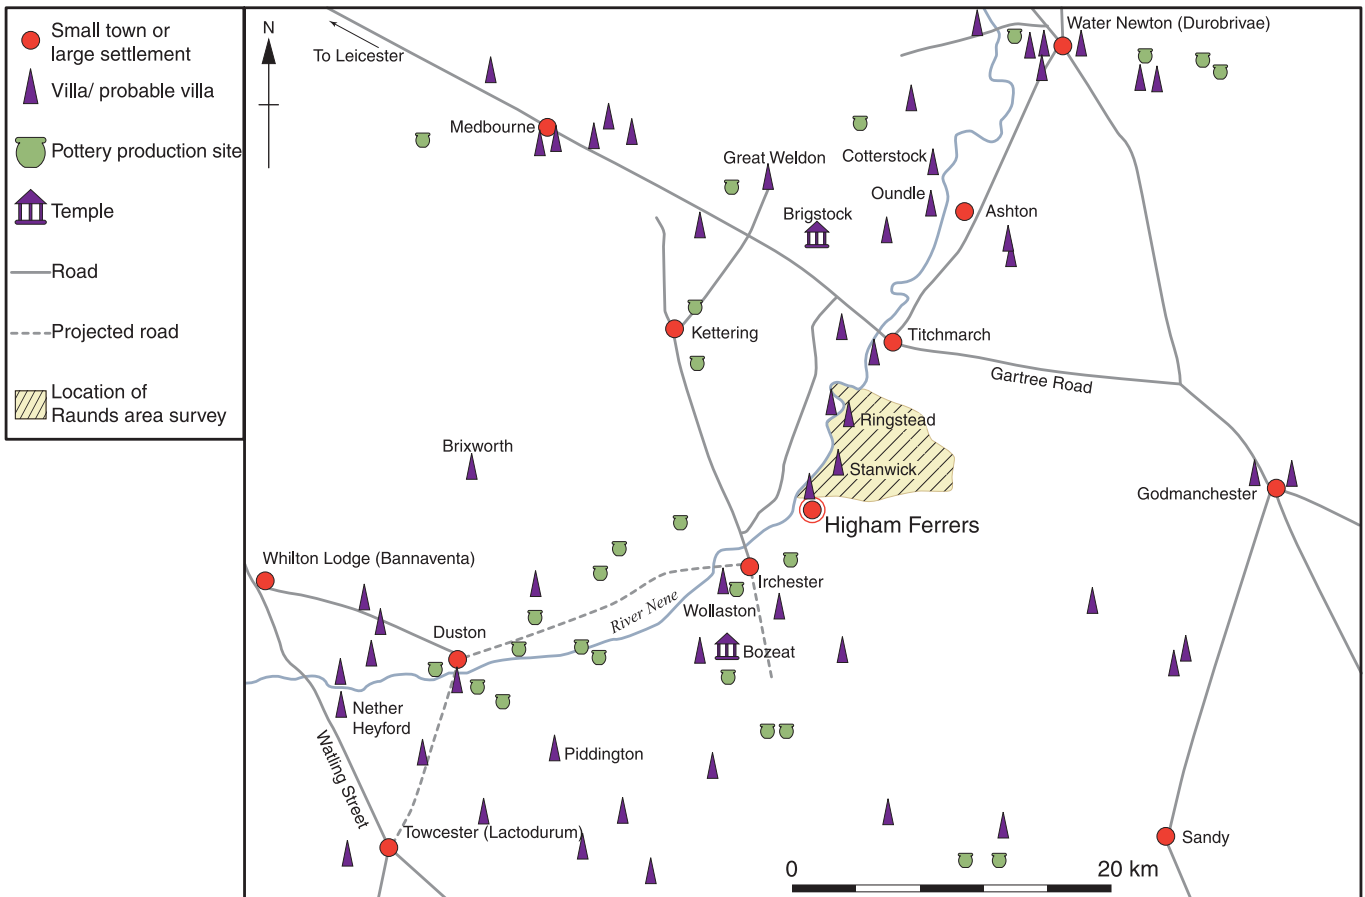 Small town or
large settlement
Villa/ probable villa
Pottery production site
Temple
Road
Projected road
Location of
Raunds area survey
N
To Leicester
Water Newton (Durobrivae)
Medbourne
Great Weldon
Cotterstock
Oundle
Brigstock
Ashton
Kettering
Titchmarch
Gartree Road
Ringstead
Brixworth
Stanwick
Godmanchester
Higham Ferrers
Whilton Lodge (Bannaventa)
Irchester
River Nene
Wollaston
Duston
Bozeat
Nether
Heyford
Watling Street
Piddington
Towcester (Lactodurum)
Sandy
0 20 km